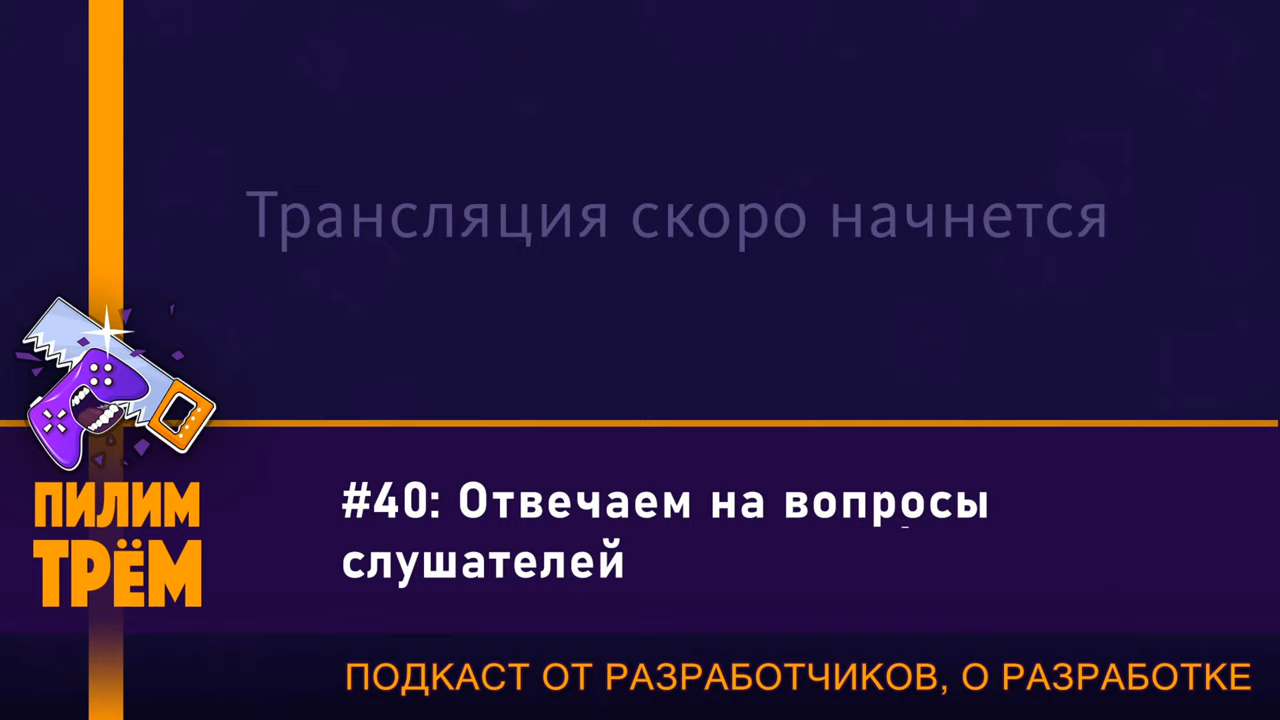 Трансляция скоро начнется
ПИЛИМ
ТРЁМ
#40: Отвечаем на вопросы
слушателей
ПОДКАСТ ОТ РАЗРАБОТЧИКОВ, О РАЗРАБОТКЕ